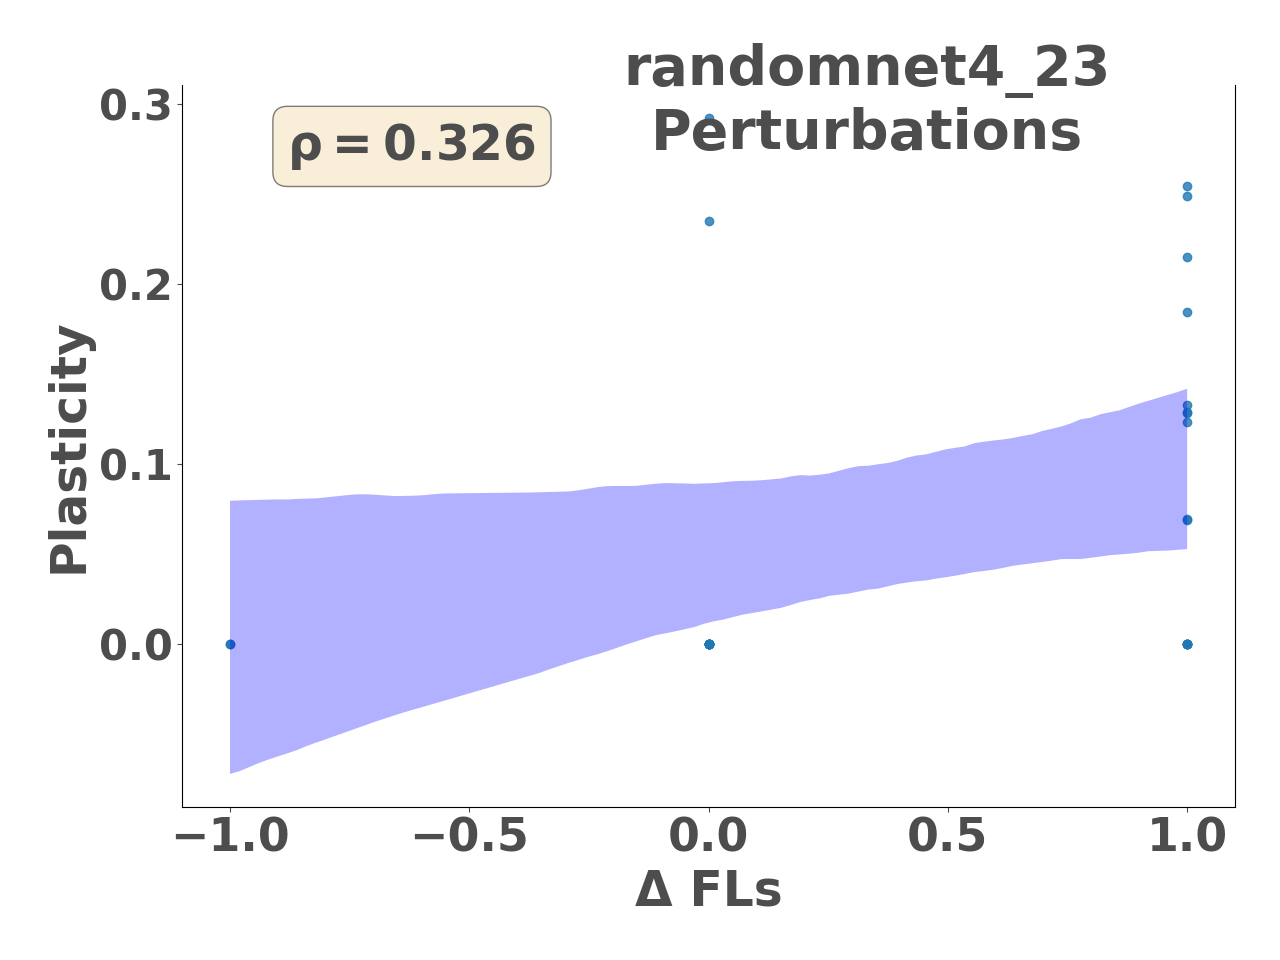 randomnet4_23
Perturbations
ρ = 0.326
Plasticity
0.3
0.2
0.1
0.0
−1.0 −0.5 0.0 0.5 1.0
Δ FLs